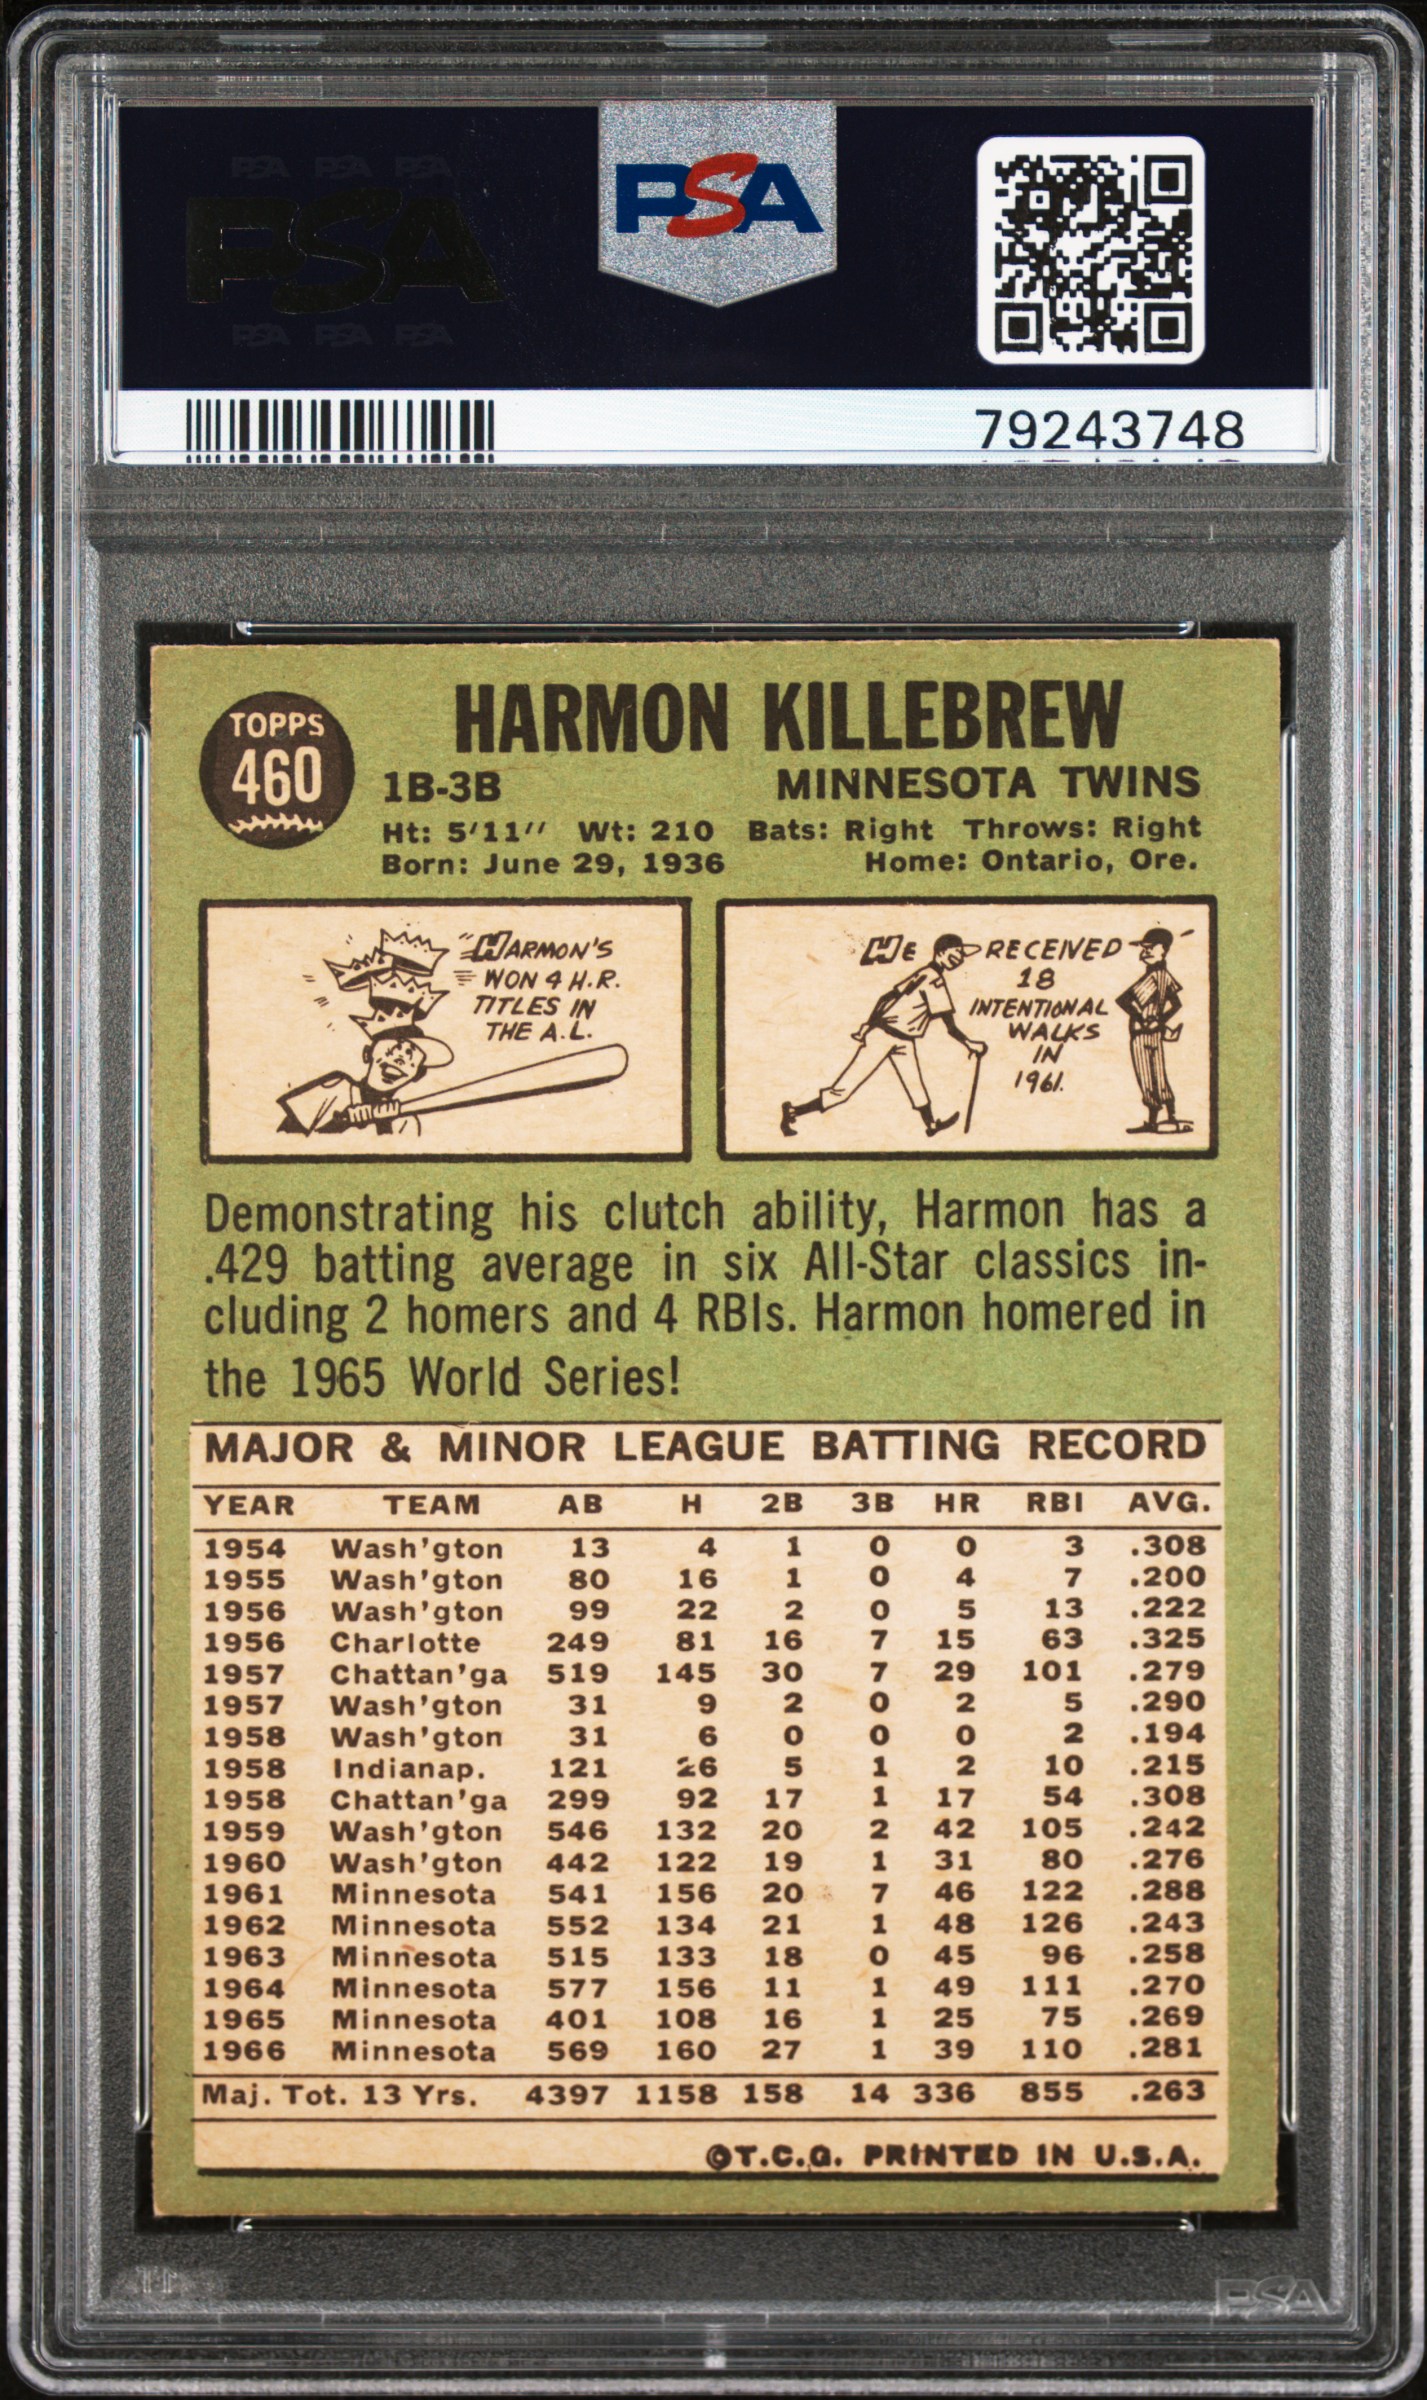 PSA PSA PSA
PSA
PSA PSA PSA
PSA
79243748
TOPPS
460
HARMON KILLEBREW
1B-3B MINNESOTA TWINS
Ht: 5'11" Wt: 210 Bats: Right Throws: Right
Born: June 29, 1936 Home: Ontario, Ore.
HARMON'S
WON 4 H.R.
TITLES IN
THE A.L.
HE RECEIVED
18
INTENTIONAL
WALKS
IN
1961.
Demonstrating his clutch ability, Harmon has a
.429 batting average in six All-Star classics in-
cluding 2 homers and 4 RBIs. Harmon homered in
the 1965 World Series!
MAJOR & MINOR LEAGUE BATTING RECORD
YEAR TEAM AB H 2B 3B HR RBI AVG.
1954 Wash'gton 13 4 1 0 0 3 .308
1955 Wash'gton 80 16 1 0 4 7 .200
1956 Wash'gton 99 22 2 0 5 13 .222
1956 Charlotte 249 81 16 7 15 63 .325
1957 Chattan'ga 519 145 30 7 29 101 .279
1957 Wash'gton 31 9 2 0 2 5 .290
1958 Wash'gton 31 6 0 0 0 2 .194
1958 Indianap. 121 26 5 1 2 10 .215
1958 Chattan'ga 299 92 17 1 17 54 .308
1959 Wash'gton 546 132 20 2 42 105 .242
1960 Wash'gton 442 122 19 1 31 80 .276
1961 Minnesota 541 156 20 7 46 122 .288
1962 Minnesota 552 134 21 1 48 126 .243
1963 Minnesota 515 133 18 0 45 96 .258
1964 Minnesota 577 156 11 1 49 111 .270
1965 Minnesota 401 108 16 1 25 75 .269
1966 Minnesota 569 160 27 1 39 110 .281
Maj. Tot. 13 Yrs. 4397 1158 158 14 336 855 .263
©T.C.G. PRINTED IN U.S.A.
PSA